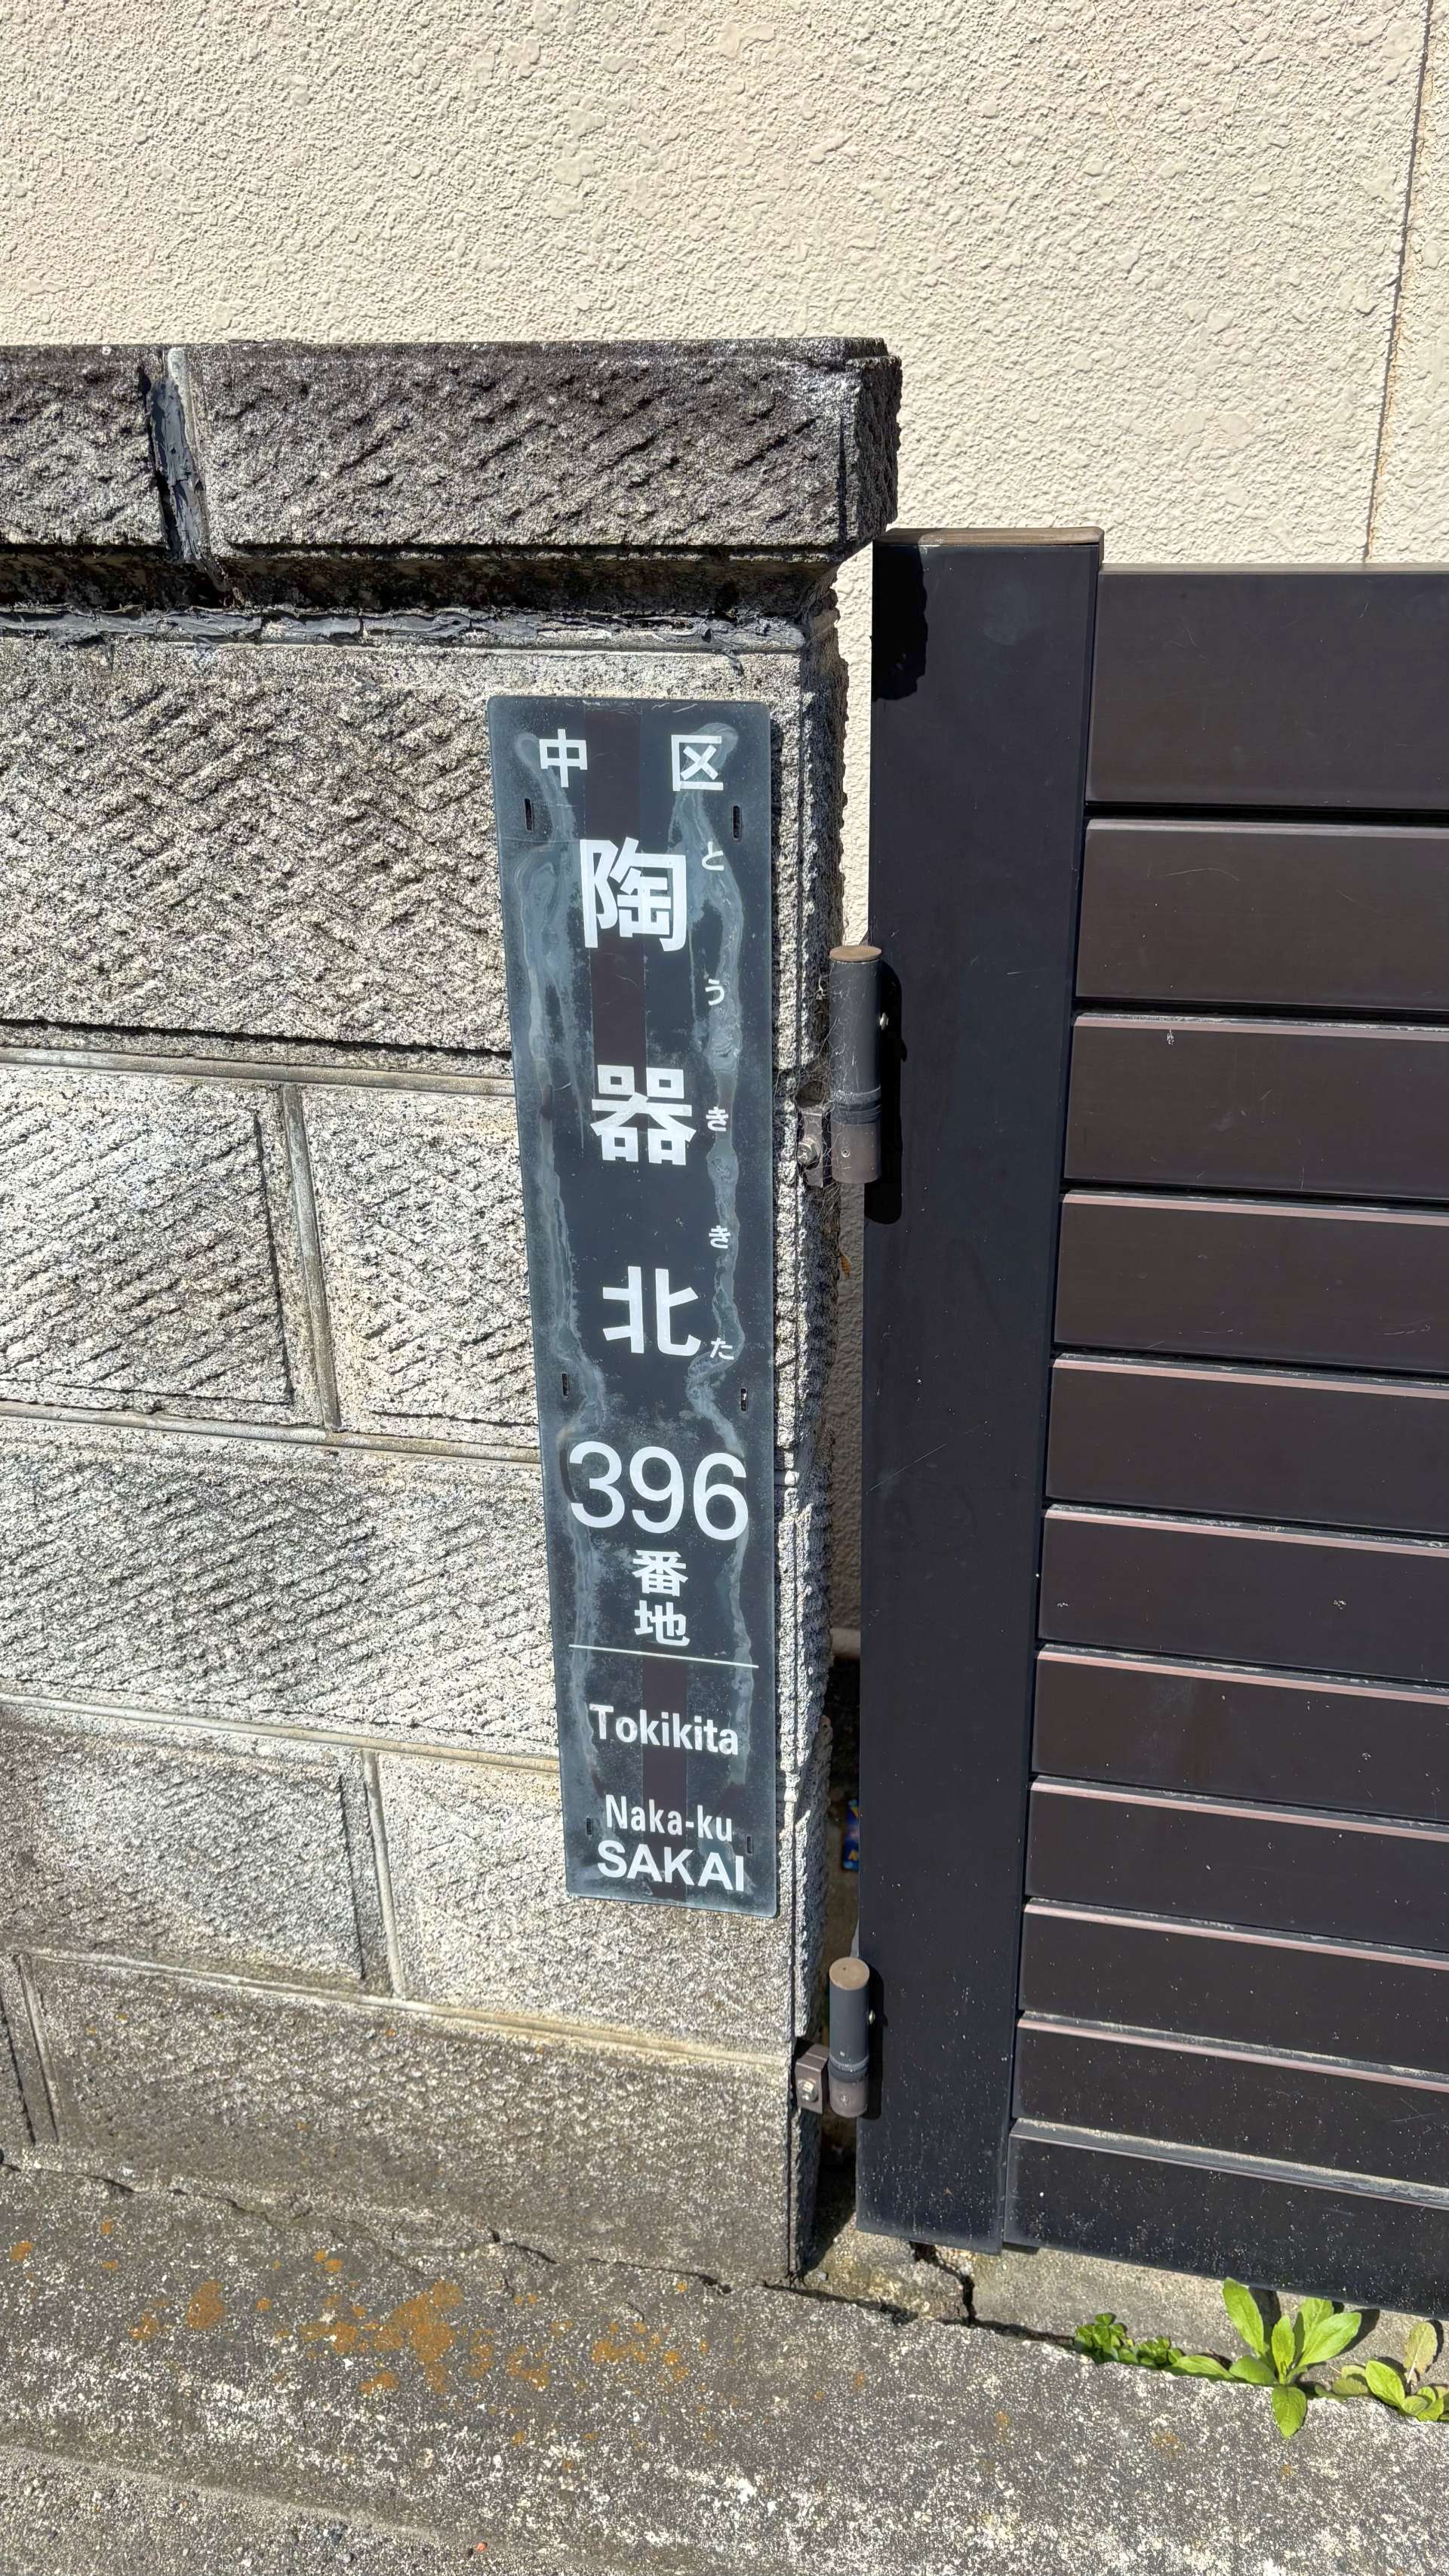 中区
陶器北
とうききた
396
番地
Tokikita
Naka-ku
SAKAI